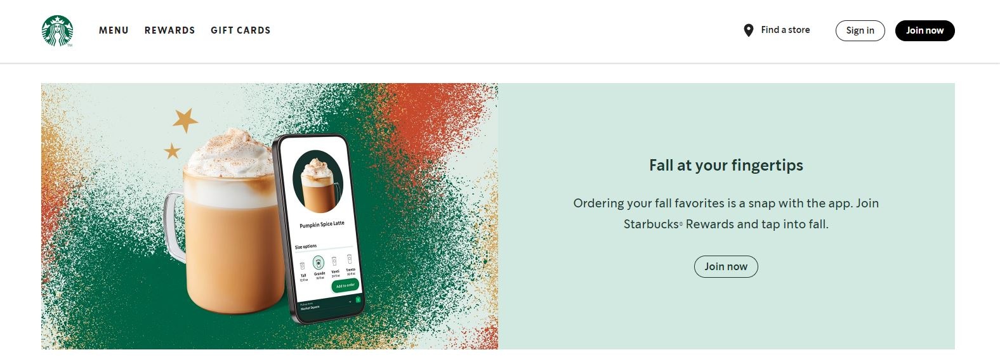 MENU
REWARDS
GIFT CARDS
Find a store
Sign in
Join now
TM
Pumpkin Spice Latte
Size options
Tall
Grande
Venti
Trenta
12 fl oz
16 fl oz
24 fl oz
30 fl oz
Add to order
Pickup store
Market Square
1
Fall at your fingertips
Ordering your fall favorites is a snap with the app. Join
Starbucks® Rewards and tap into fall.
Join now